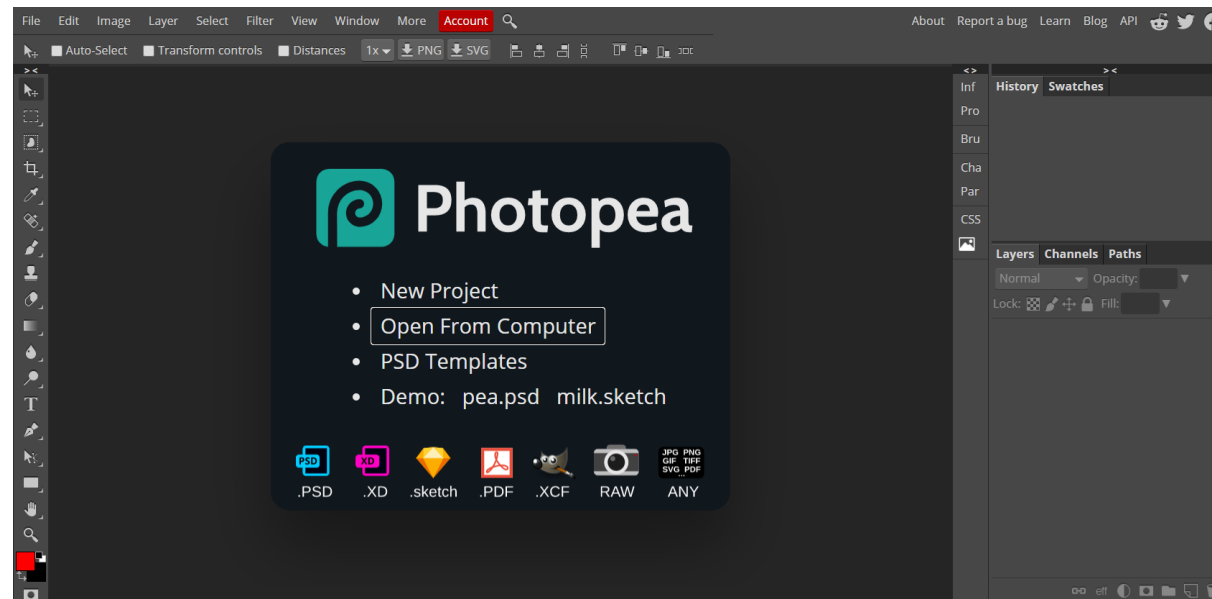 File Edit Image Layer Select Filter View Window More Account About Report a bug Learn Blog API
Auto-Select Transform controls Distances 1x PNG SVG
> <
< >
> <
Inf
Pro
Bru
Cha
Par
CSS
History Swatches
Layers Channels Paths
Normal Opacity:
Lock: Fill:
eff
Photopea
New Project
Open From Computer
PSD Templates
Demo: pea.psd milk.sketch
PSD XD JPG PNG
GIF TIFF
SVG PDF
...
.PSD .XD .sketch .PDF .XCF RAW ANY
T